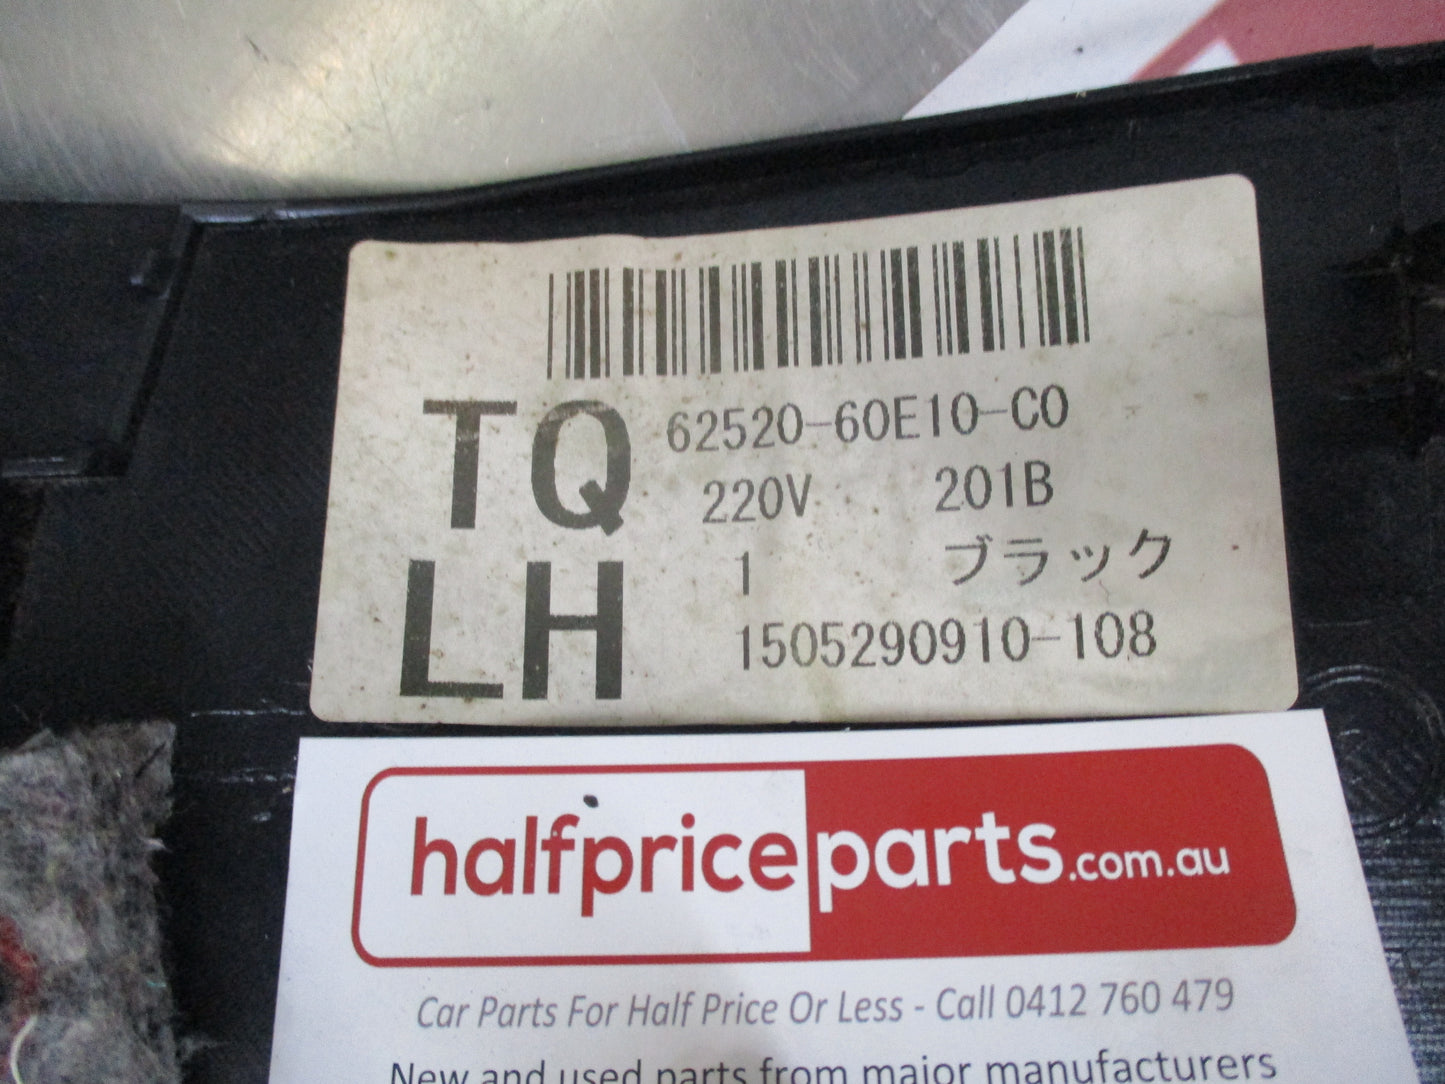 TQ
62520-60E10-C0
220V 201B
LH
1 ブラック
1505290910-108
halfpriceparts.com.au
Car Parts For Half Price Or Less - Call 0412 760 479
New and used parts from major manufacturers